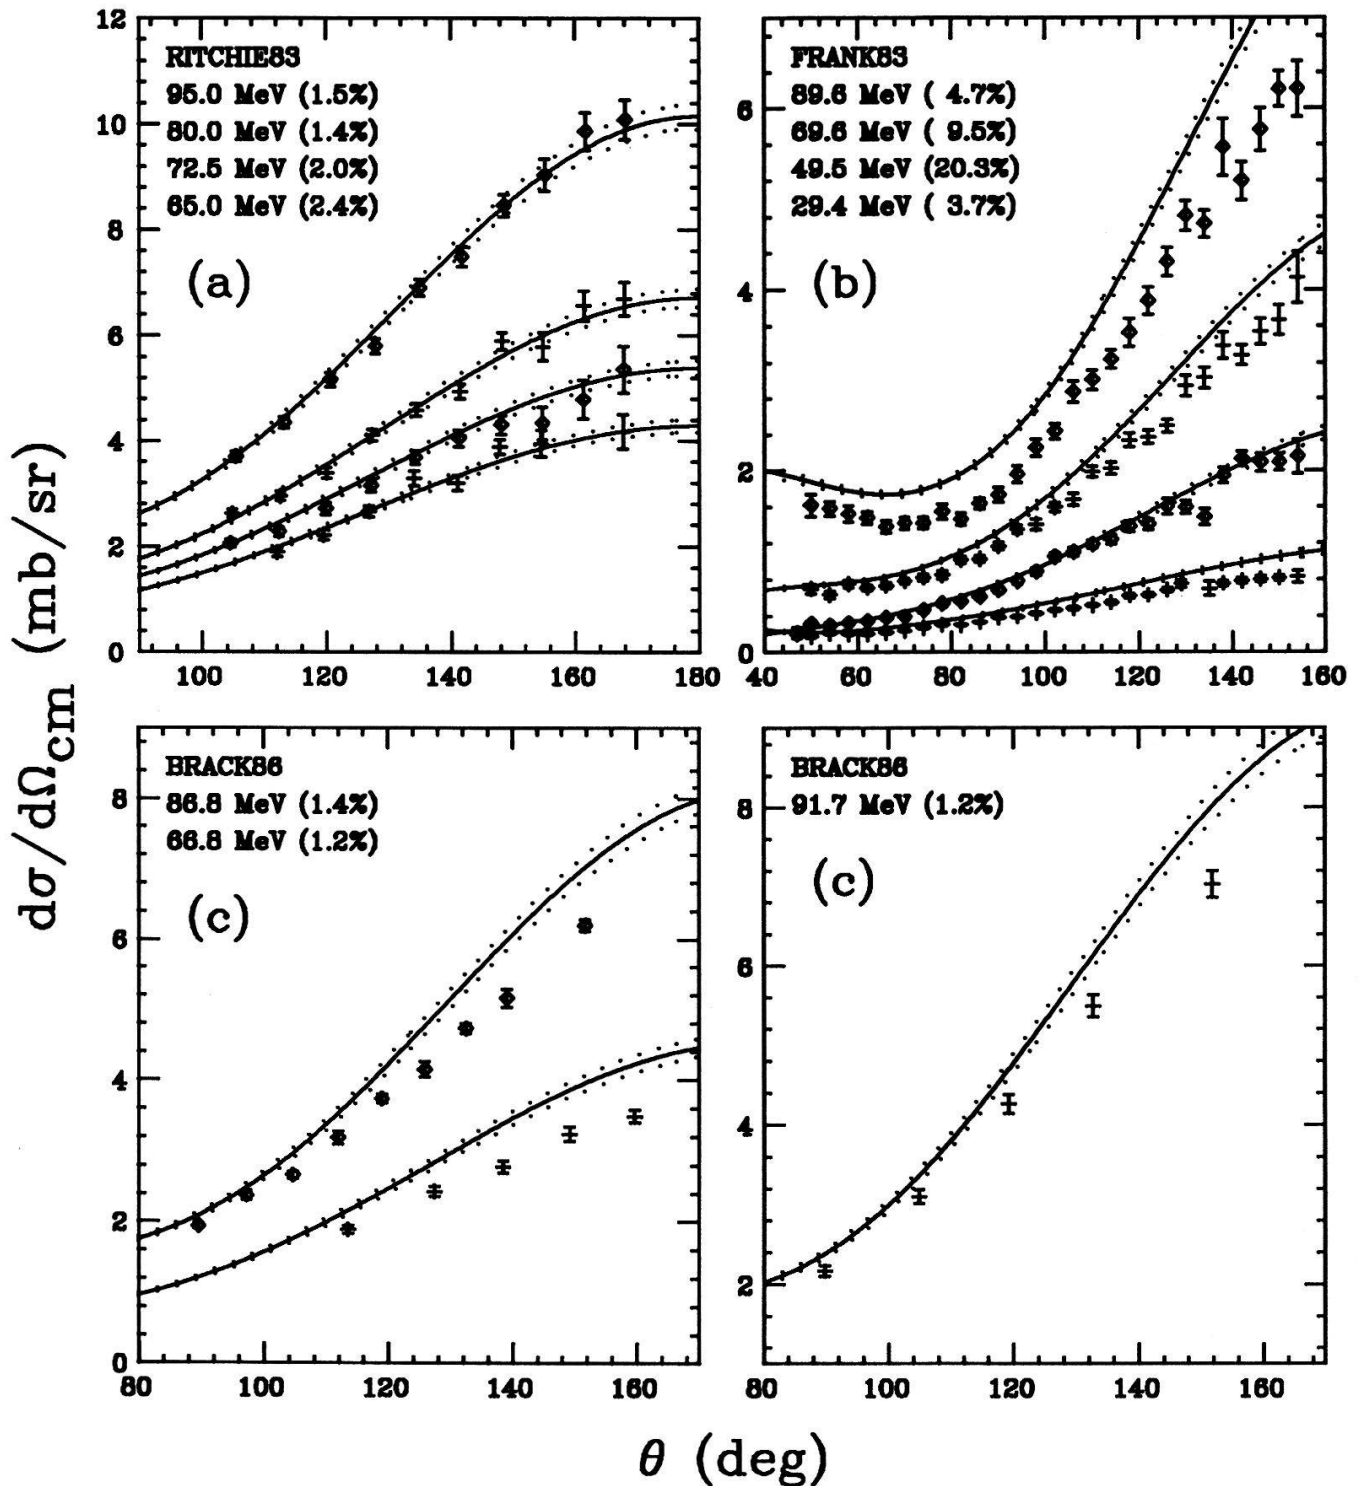 dσ/dΩcm (mb/sr)
12
10
8
6
4
2
0
RITCHIE83
95.0 MeV (1.5%)
80.0 MeV (1.4%)
72.5 MeV (2.0%)
65.0 MeV (2.4%)
(a)
100 120 140 160 180
6
4
2
0
FRANK83
89.6 MeV ( 4.7%)
69.6 MeV ( 9.5%)
49.5 MeV (20.3%)
29.4 MeV ( 3.7%)
(b)
40 60 80 100 120 140 160
8
6
4
2
0
BRACK86
86.8 MeV (1.4%)
66.8 MeV (1.2%)
(c)
80 100 120 140 160
8
6
4
2
BRACK86
91.7 MeV (1.2%)
(c)
80 100 120 140 160
θ (deg)